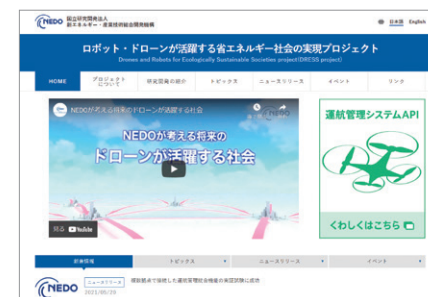 NEDO 国立研究開発法人
新エネルギー・産業技術総合開発機構
日本語 English
ロボット・ドローンが活躍する省エネルギー社会の実現プロジェクト
Drones and Robots for Ecologically Sustainable Societies project(DRESS project)
HOME プロジェクトについて 研究開発の紹介 トピックス ニュースリリース イベント リンク
NEDOが考える将来のドローンが活躍する社会
NEDO
NEDOが考える将来の
ドローンが活躍する社会
見る YouTube
運航管理システムAPI
くわしくはこちら
新着情報 トピックス ニュースリリース イベント
NEDO
ニュースリリース
2021/06/25